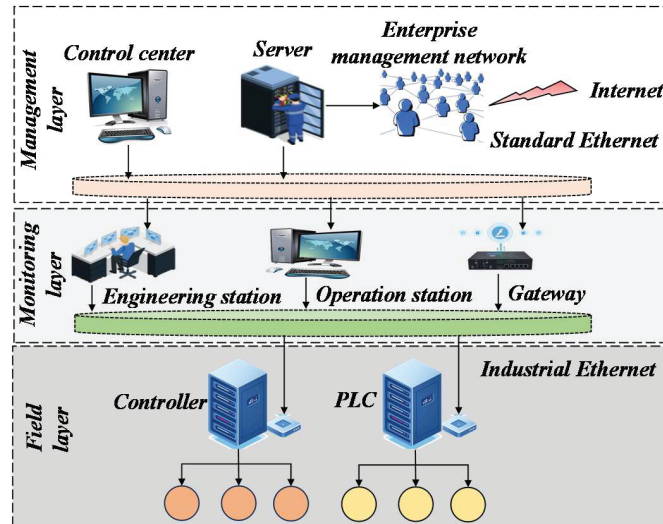 Control center
Server
Enterprise
management network
Internet
Standard Ethernet
Management
layer
Engineering station
Operation station
Gateway
Monitoring
layer
Industrial Ethernet
Controller
PLC
Field
layer